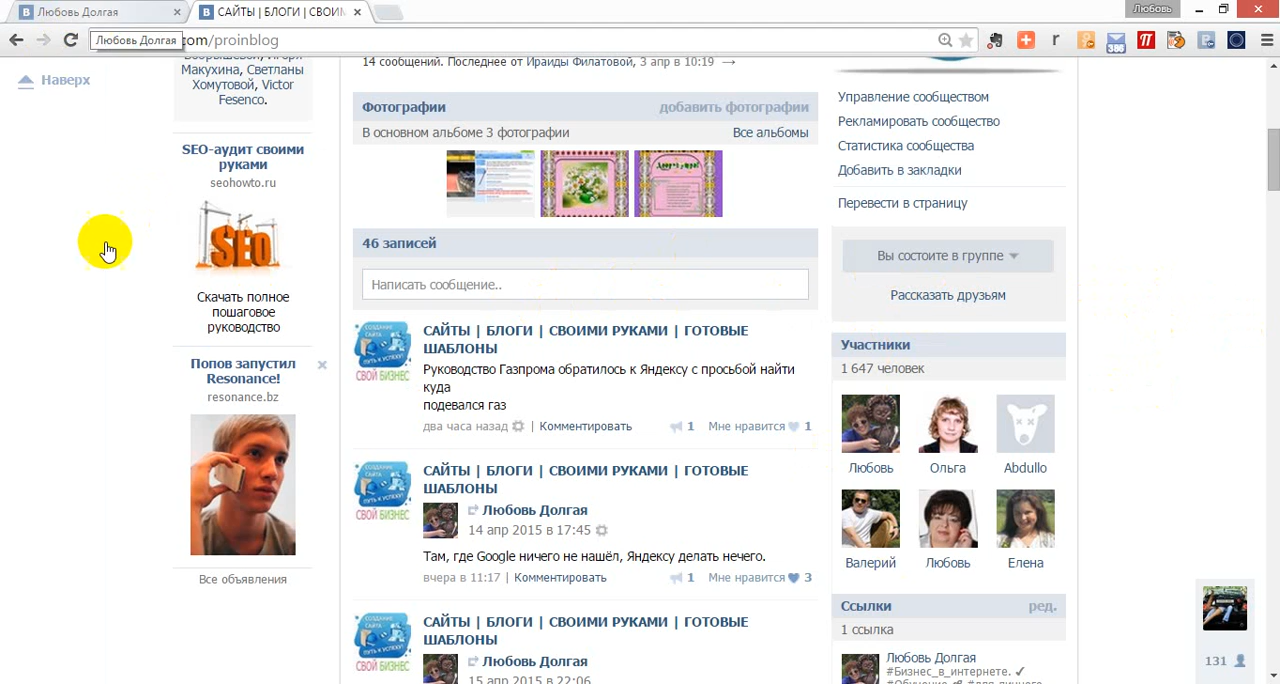 Любовь Долгая
САЙТЫ | БЛОГИ | СВОИМ
Любовь
Любовь Долгая
com/proinblog
386
Наверх
Макухина, Светланы
Хомутовой, Victor
Fesenco.
SEO-аудит своими
руками
seohowto.ru
SEO
Скачать полное
пошаговое
руководство
Попов запустил
Resonance!
resonance.bz
Все объявления
14 сообщений. Последнее от Ираиды Филатовой, 3 апр в 10:19 →
Фотографии
добавить фотографии
В основном альбоме 3 фотографии
Все альбомы
46 записей
Написать сообщение..
САЙТЫ | БЛОГИ | СВОИМИ РУКАМИ | ГОТОВЫЕ
ШАБЛОНЫ
СВОЙ БИЗНЕС
Руководство Газпрома обратилось к Яндексу с просьбой найти
куда
подевался газ
два часа назад | Комментировать
1 Мне нравится 1
САЙТЫ | БЛОГИ | СВОИМИ РУКАМИ | ГОТОВЫЕ
ШАБЛОНЫ
СВОЙ БИЗНЕС
Любовь Долгая
14 апр 2015 в 17:45
Там, где Google ничего не нашёл, Яндексу делать нечего.
вчера в 11:17 | Комментировать
1 Мне нравится 3
САЙТЫ | БЛОГИ | СВОИМИ РУКАМИ | ГОТОВЫЕ
ШАБЛОНЫ
СВОЙ БИЗНЕС
Любовь Долгая
15 апр 2015 в 22:06
Управление сообществом
Рекламировать сообщество
Статистика сообщества
Добавить в закладки
Перевести в страницу
Вы состоите в группе
Рассказать друзьям
Участники
1 647 человек
Любовь
Ольга
Abdullo
Валерий
Любовь
Елена
Ссылки
ред.
1 ссылка
Любовь Долгая
#Бизнес_в_интернете. ✓
131